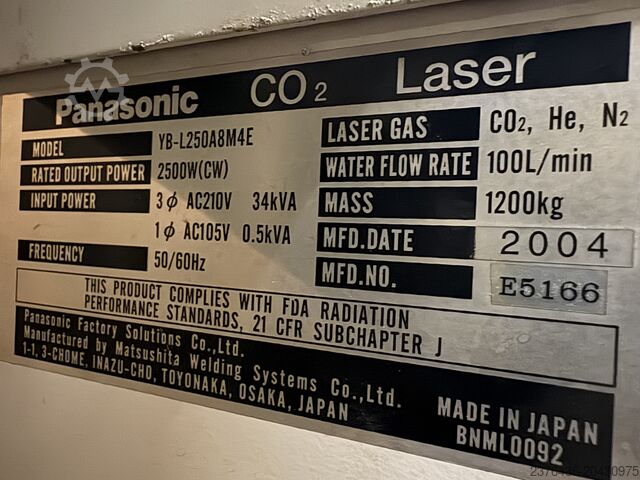 Panasonic CO2 Laser
MODEL YB-L250A8M4E
RATED OUTPUT POWER 2500W(CW)
INPUT POWER 3φ AC210V 34kVA
1φ AC105V 0.5kVA
FREQUENCY 50/60Hz
LASER GAS CO2, He, N2
WATER FLOW RATE 100L/min
MASS 1200kg
MFD.DATE 2004
MFD.NO. E5166
THIS PRODUCT COMPLIES WITH FDA RADIATION
PERFORMANCE STANDARDS, 21 CFR SUBCHAPTER J
Panasonic Factory Solutions Co.,Ltd.
Manufactured by Matsushita Welding Systems Co.,Ltd.
1-1, 3-CHOME, INAZU-CHO, TOYONAKA, OSAKA, JAPAN
MADE IN JAPAN
BNML0092